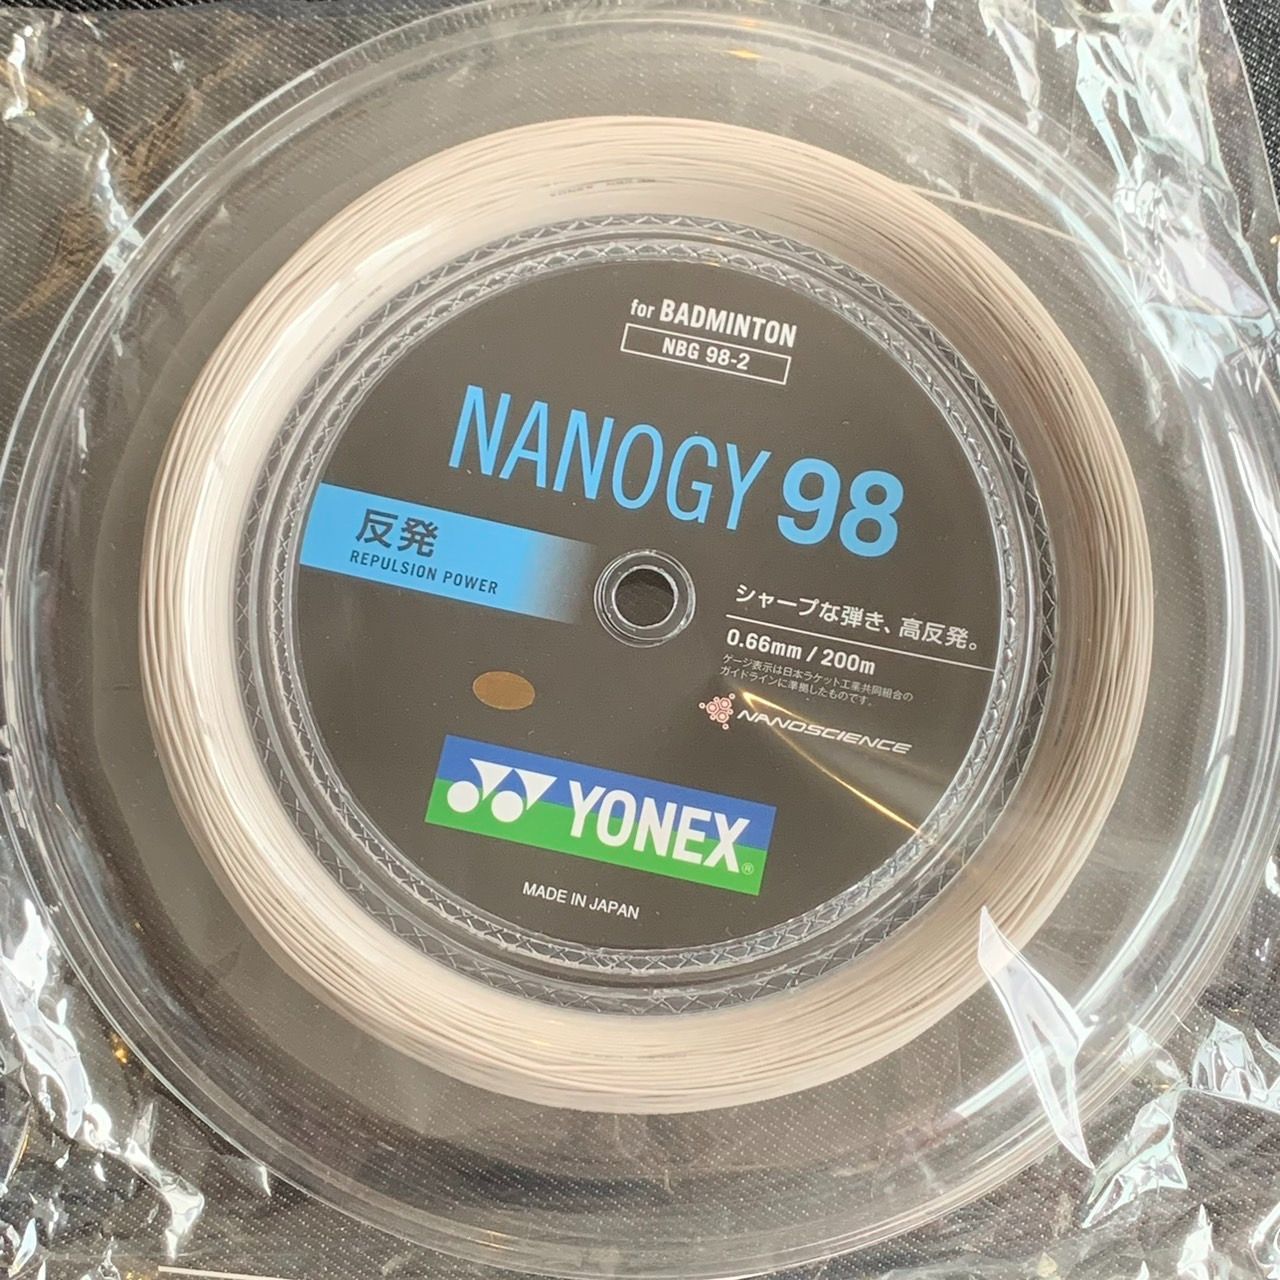 for BADMINTON
NBG 98-2
NANOGY 98
反発
REPULSION POWER
シャープな弾き、高反発。
0.66mm / 200m
ゲージ表示は日本ラケット工業共同組合の
ガイドラインに準拠したものです。
NANOSCIENCE
YONEX®
MADE IN JAPAN